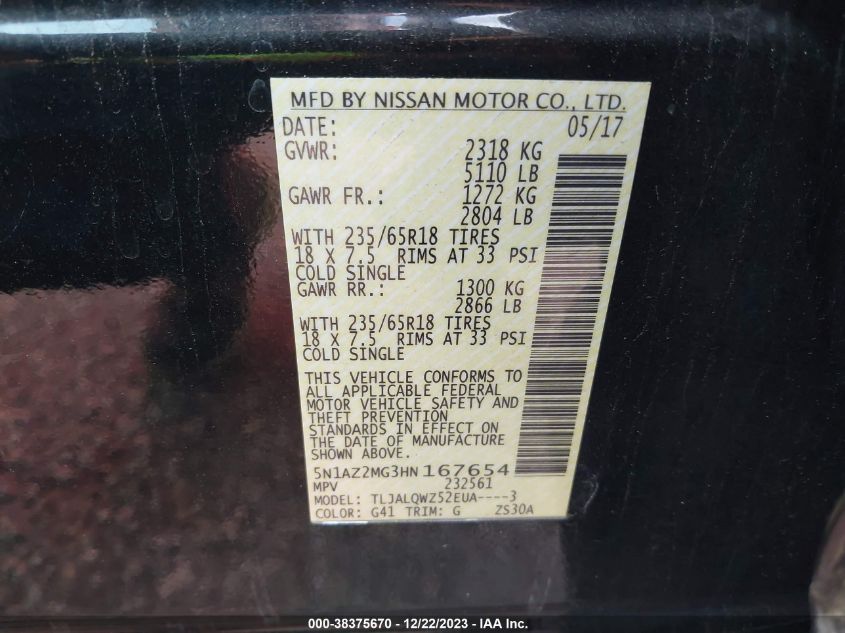 MFD BY NISSAN MOTOR CO., LTD.
DATE: 05/17
GVWR: 2318 KG
5110 LB
GAWR FR.: 1272 KG
2804 LB
WITH 235/65R18 TIRES
18 X 7.5 RIMS AT 33 PSI
COLD SINGLE
GAWR RR.: 1300 KG
2866 LB
WITH 235/65R18 TIRES
18 X 7.5 RIMS AT 33 PSI
COLD SINGLE
THIS VEHICLE CONFORMS TO
ALL APPLICABLE FEDERAL
MOTOR VEHICLE SAFETY AND
THEFT PREVENTION
STANDARDS IN EFFECT ON
THE DATE OF MANUFACTURE
SHOWN ABOVE.
5N1AZ2MG3HN167654
MPV 232561
MODEL: TLJALQWZ52EUA----3
COLOR: G41 TRIM: G ZS30A
000-38375670 - 12/22/2023 - IAA Inc.